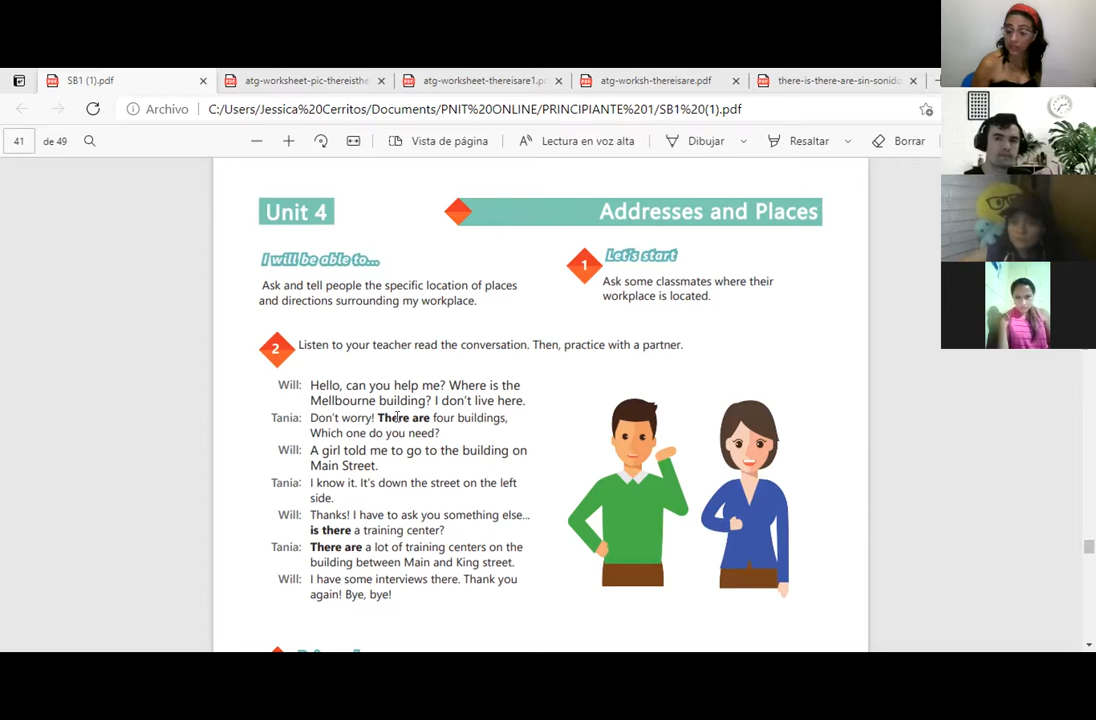 SB1 (1).pdf
atg-worksheet-pic-thereisthe
atg-worksheet-thereisare1.p
atg-worksh-thereisare.pdf
there-is-there-are-sin-sonido
Archivo
C:/Users/Jessica%20Cerritos/Documents/PNIT%20ONLINE/PRINCIPIANTE%201/SB1%20(1).pdf
41 de 49
Vista de página
Lectura en voz alta
Dibujar
Resaltar
Borrar
Unit 4
Addresses and Places
I will be able to...
Ask and tell people the specific location of places
and directions surrounding my workplace.
1 Let's start
Ask some classmates where their
workplace is located.
2 Listen to your teacher read the conversation. Then, practice with a partner.
Will: Hello, can you help me? Where is the
Mellbourne building? I don't live here.
Tania: Don't worry! There are four buildings,
Which one do you need?
Will: A girl told me to go to the building on
Main Street.
Tania: I know it. It's down the street on the left
side.
Will: Thanks! I have to ask you something else...
is there a training center?
Tania: There are a lot of training centers on the
building between Main and King street.
Will: I have some interviews there. Thank you
again! Bye, bye!